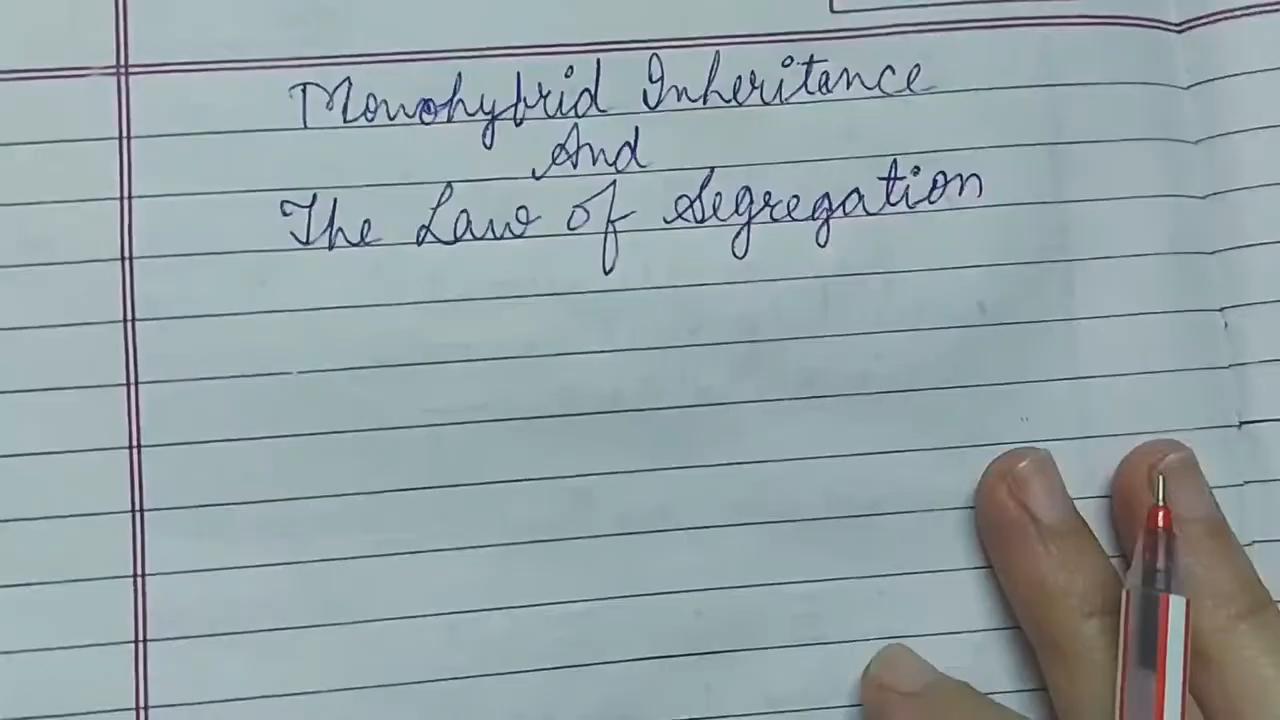 Monohybrid Inheritance
And
The Law of Segregation